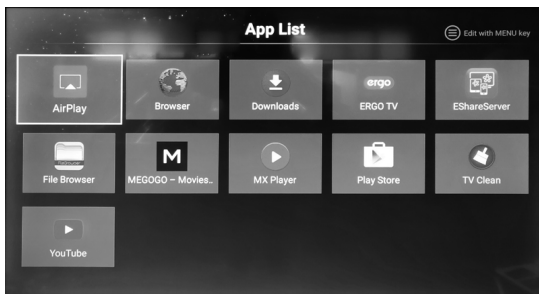 App List
Edit with MENU key
AirPlay
Browser
Downloads
ergo
ERGO TV
EShareServer
File Browser
M
MEGOGO – Movies..
MX Player
Play Store
TV Clean
YouTube